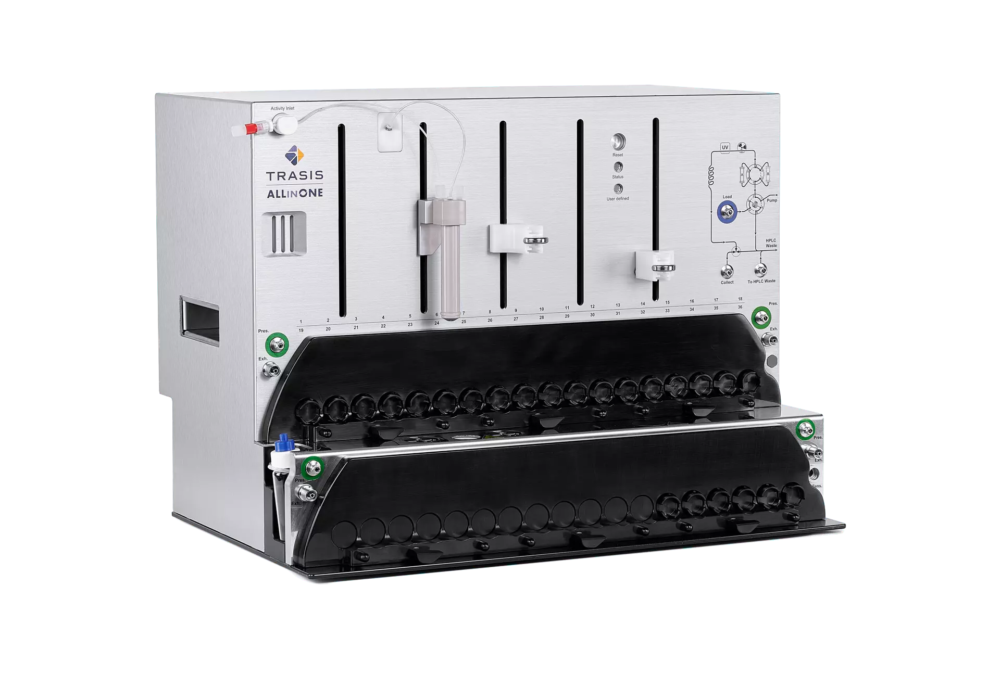 Activity Inlet
TRASIS
ALLINONE
Reset
Status
User defined
UV
Load
A
B
Pump
HPLC
Waste
Collect
To HPLC Waste
1 2 3 4 5 6 7 8 9 10 11 12 13 14 15 16 17 18
19 20 21 22 23 24 25 26 27 28 29 30 31 32 33 34 35 36
Pres.
Exh.
Pres.
Exh.
Pres.
Exh.
Pres.
Exh.
Sens.